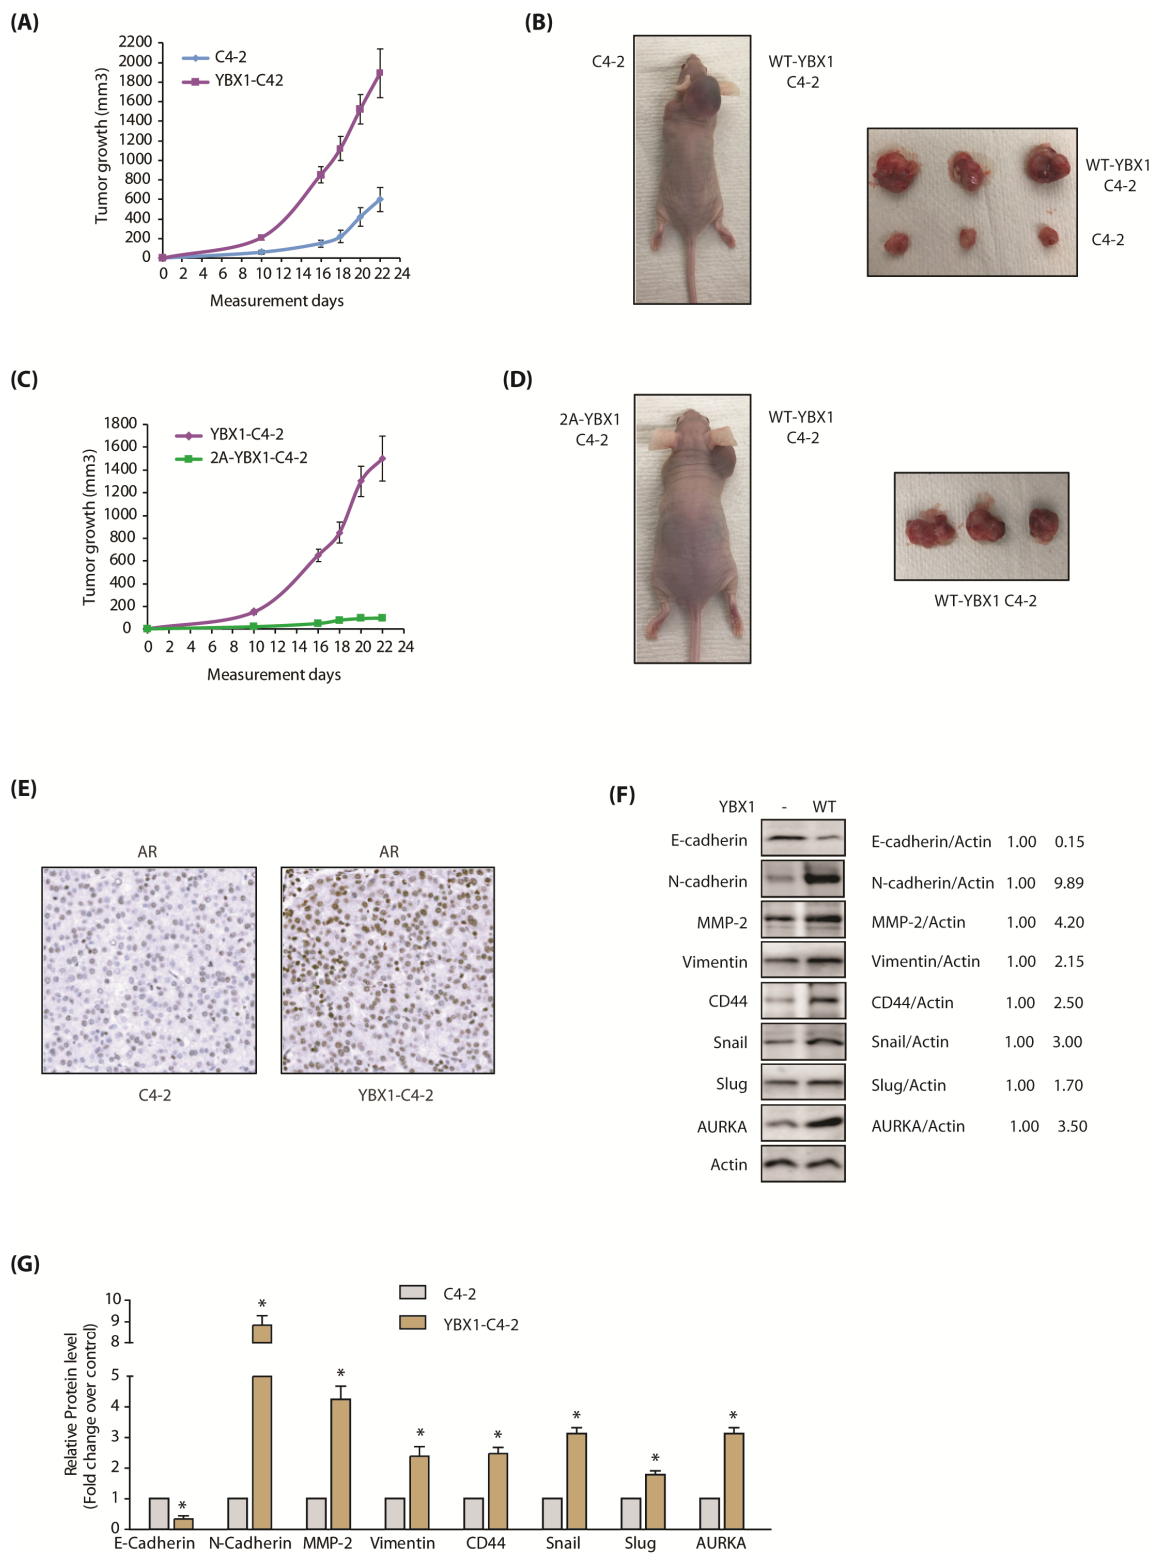 (A)
2200
2000
1800
1600
1400
1200
1000
800
600
400
200
0
Tumor growth (mm3)
C4-2
YBX1-C42
0 2 4 6 8 10 12 14 16 18 20 22 24
Measurement days
(B)
C4-2
WT-YBX1
C4-2
WT-YBX1
C4-2
C4-2
(C)
1800
1600
1400
1200
1000
800
600
400
200
0
Tumor growth (mm3)
YBX1-C4-2
2A-YBX1-C4-2
0 2 4 6 8 10 12 14 16 18 20 22 24
Measurement days
(D)
2A-YBX1
C4-2
WT-YBX1
C4-2
WT-YBX1 C4-2
(E)
AR
AR
C4-2
YBX1-C4-2
(F)
YBX1 - WT
E-cadherin E-cadherin/Actin 1.00 0.15
N-cadherin N-cadherin/Actin 1.00 9.89
MMP-2 MMP-2/Actin 1.00 4.20
Vimentin Vimentin/Actin 1.00 2.15
CD44 CD44/Actin 1.00 2.50
Snail Snail/Actin 1.00 3.00
Slug Slug/Actin 1.00 1.70
AURKA AURKA/Actin 1.00 3.50
Actin
(G)
Relative Protein level
(Fold change over control)
10
9
8
5
4
3
2
1
0
C4-2
YBX1-C4-2
* * * * * * * *
E-Cadherin N-Cadherin MMP-2 Vimentin CD44 Snail Slug AURKA